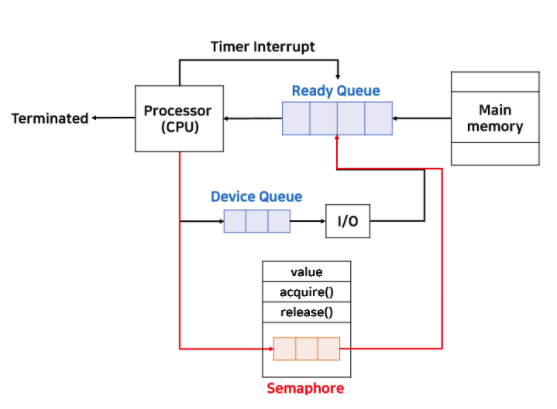 Timer Interrupt
Ready Queue
Terminated
Processor
(CPU)
Main
memory
Device Queue
I/O
value
acquire()
release()
Semaphore